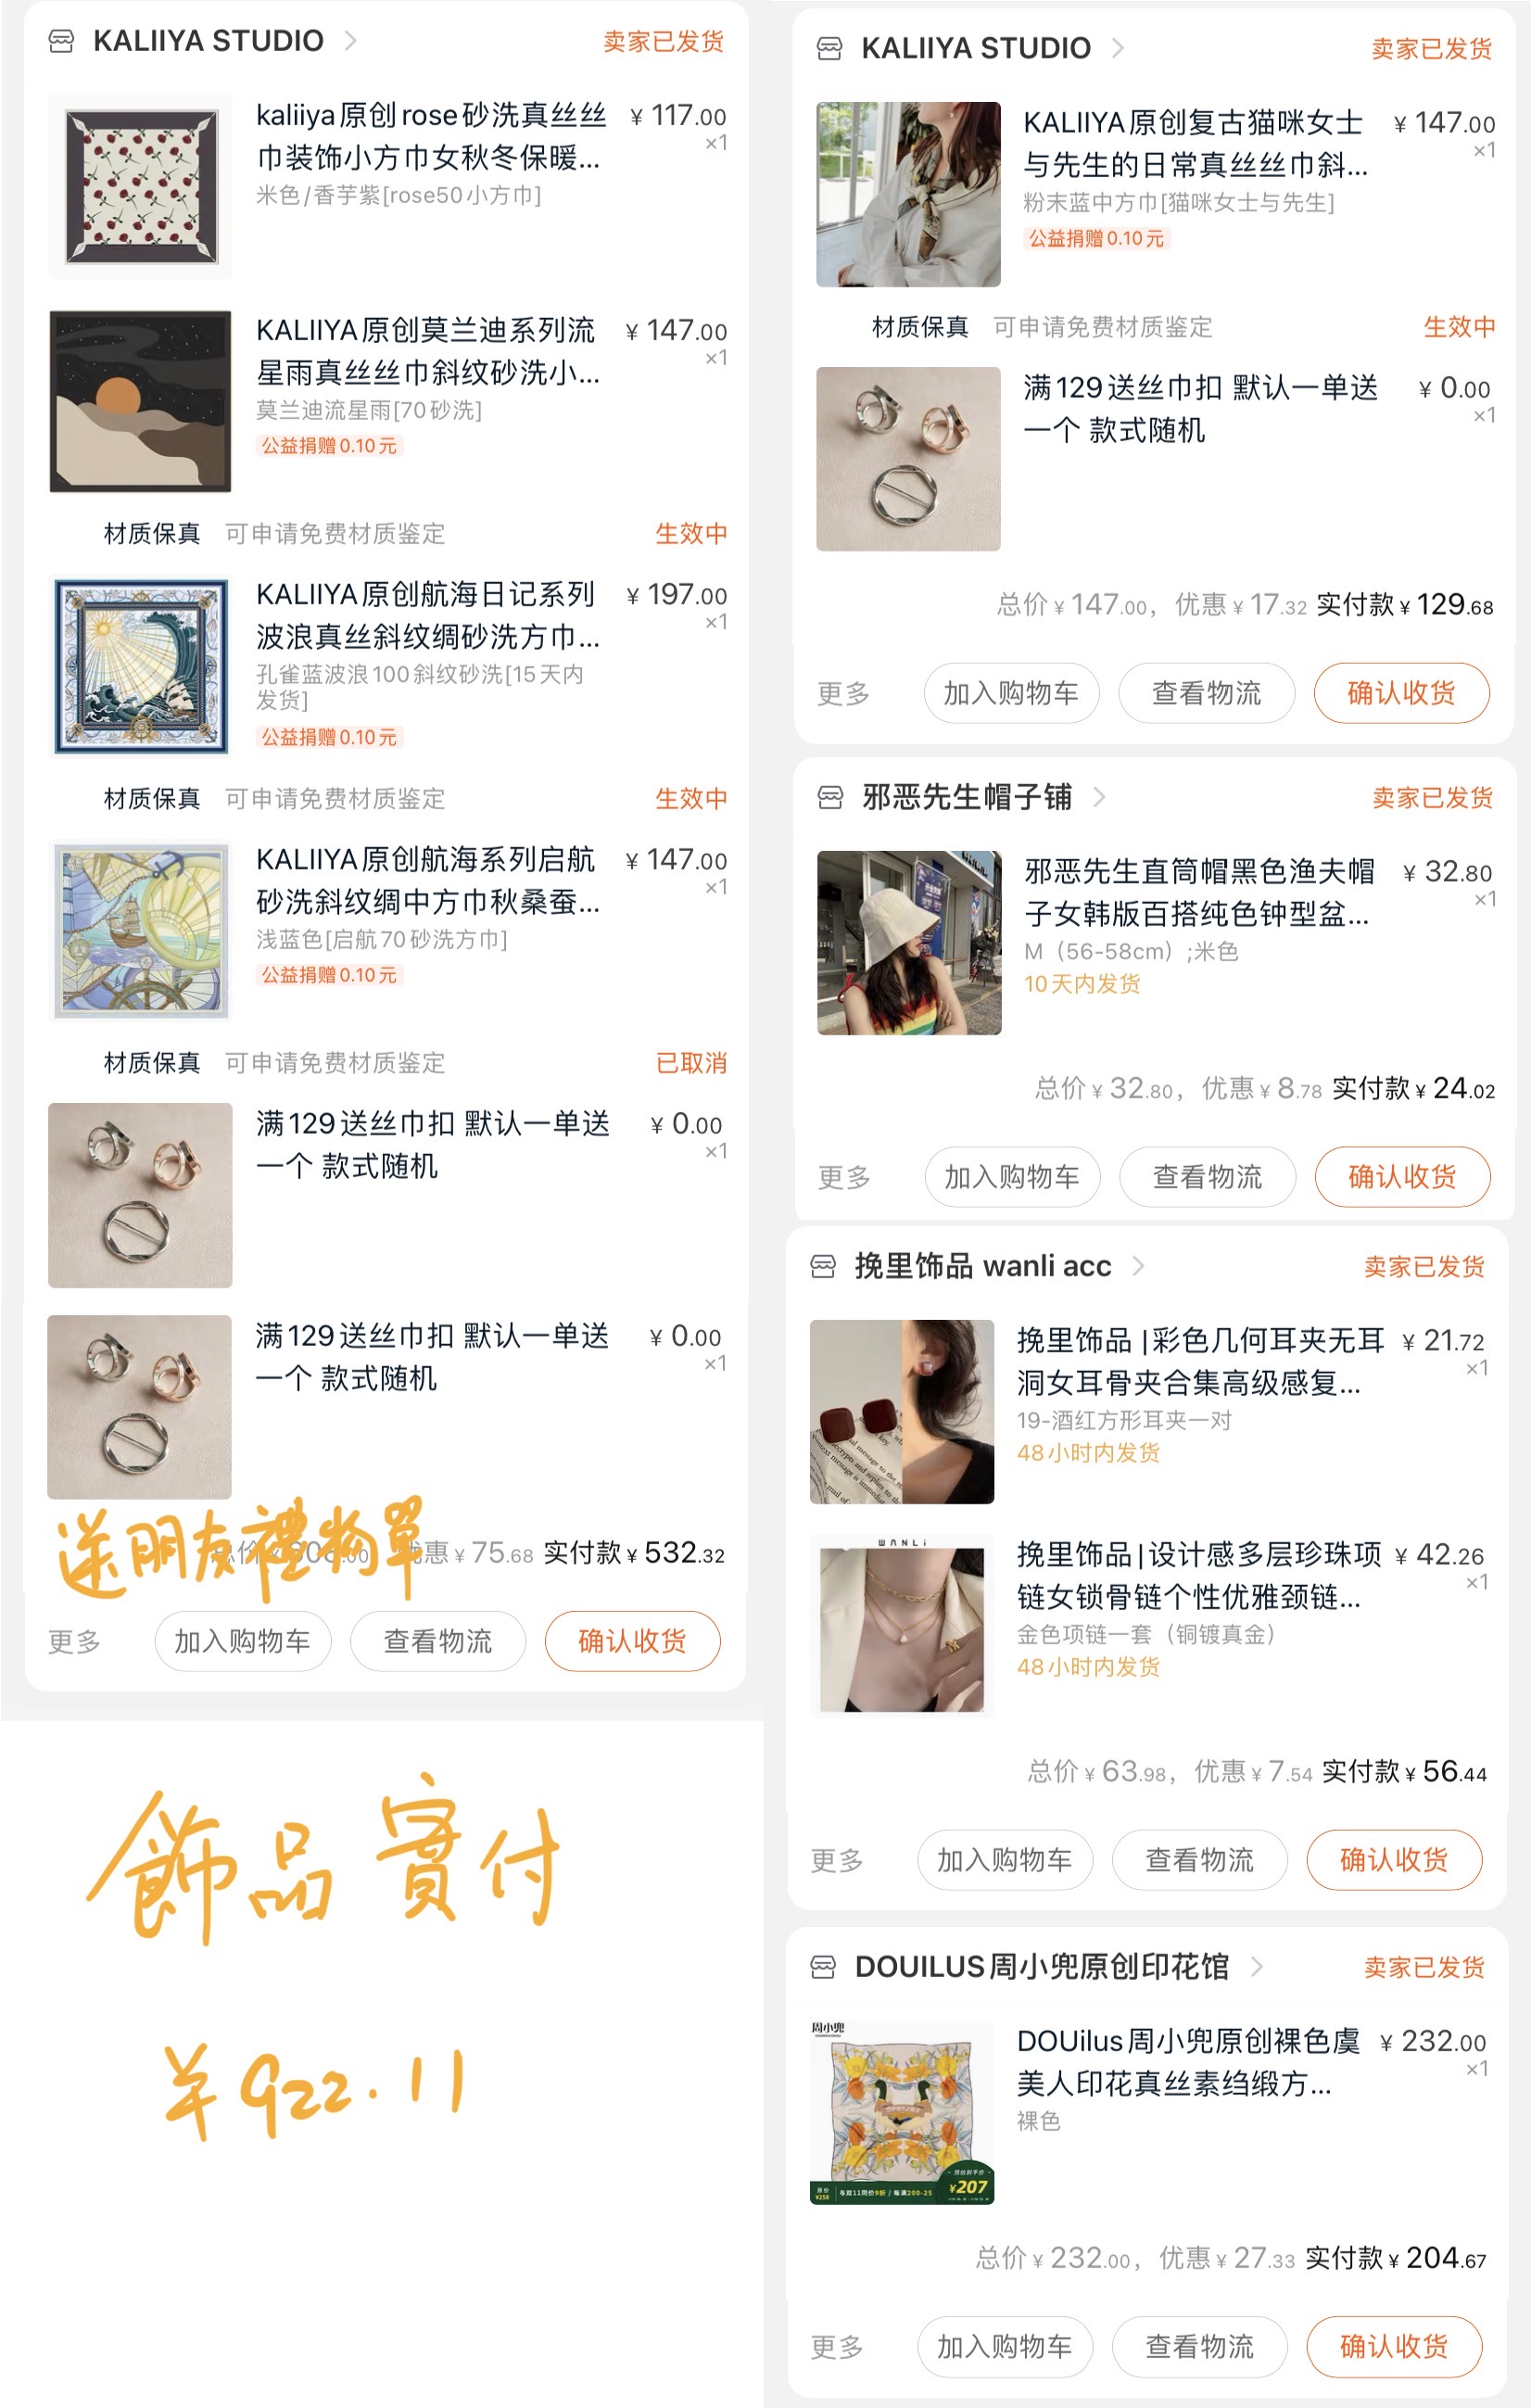 KALIIYA STUDIO
卖家已发货
kaliiya原创rose砂洗真丝丝
巾装饰小方巾女秋冬保暖...
米色/香芋紫[rose50小方巾]
¥ 117.00
×1
KALIIYA原创莫兰迪系列流
星雨真丝丝巾斜纹砂洗小...
莫兰迪流星雨[70砂洗]
公益捐赠0.10元
¥ 147.00
×1
材质保真 可申请免费材质鉴定 生效中
KALIIYA原创航海日记系列
波浪真丝斜纹绸砂洗方巾...
孔雀蓝波浪100斜纹砂洗[15天内
发货]
公益捐赠0.10元
¥ 197.00
×1
材质保真 可申请免费材质鉴定 生效中
KALIIYA原创航海系列启航
砂洗斜纹绸中方巾秋桑蚕...
浅蓝色[启航70砂洗方巾]
公益捐赠0.10元
¥ 147.00
×1
材质保真 可申请免费材质鉴定 已取消
满129送丝巾扣 默认一单送
一个 款式随机
¥ 0.00
×1
满129送丝巾扣 默认一单送
一个 款式随机
¥ 0.00
×1
送朋友禮物單
惠 ¥ 75.68 实付款 ¥ 532.32
更多 加入购物车 查看物流 确认收货
飾品實付
¥922.11
KALIIYA STUDIO
卖家已发货
KALIIYA原创复古猫咪女士
与先生的日常真丝丝巾斜...
粉末蓝中方巾[猫咪女士与先生]
公益捐赠0.10元
¥ 147.00
×1
材质保真 可申请免费材质鉴定 生效中
满129送丝巾扣 默认一单送
一个 款式随机
¥ 0.00
×1
总价 ¥ 147.00，优惠 ¥ 17.32 实付款 ¥ 129.68
更多 加入购物车 查看物流 确认收货
邪恶先生帽子铺
卖家已发货
邪恶先生直筒帽黑色渔夫帽
子女韩版百搭纯色钟型盆...
M（56-58cm）;米色
10天内发货
¥ 32.80
×1
总价 ¥ 32.80，优惠 ¥ 8.78 实付款 ¥ 24.02
更多 加入购物车 查看物流 确认收货
挽里饰品 wanli acc
卖家已发货
挽里饰品 |彩色几何耳夹无耳
洞女耳骨夹合集高级感复...
19-酒红方形耳夹一对
48小时内发货
¥ 21.72
×1
WANLi
挽里饰品|设计感多层珍珠项
链女锁骨链个性优雅颈链...
金色项链一套（铜镀真金）
48小时内发货
¥ 42.26
×1
总价 ¥ 63.98，优惠 ¥ 7.54 实付款 ¥ 56.44
更多 加入购物车 查看物流 确认收货
DOUILUS周小兜原创印花馆
卖家已发货
周小兜
DOUilus周小兜原创裸色虞
美人印花真丝素绉缎方...
裸色
¥ 232.00
×1
¥207
总价 ¥ 232.00，优惠 ¥ 27.33 实付款 ¥ 204.67
更多 加入购物车 查看物流 确认收货